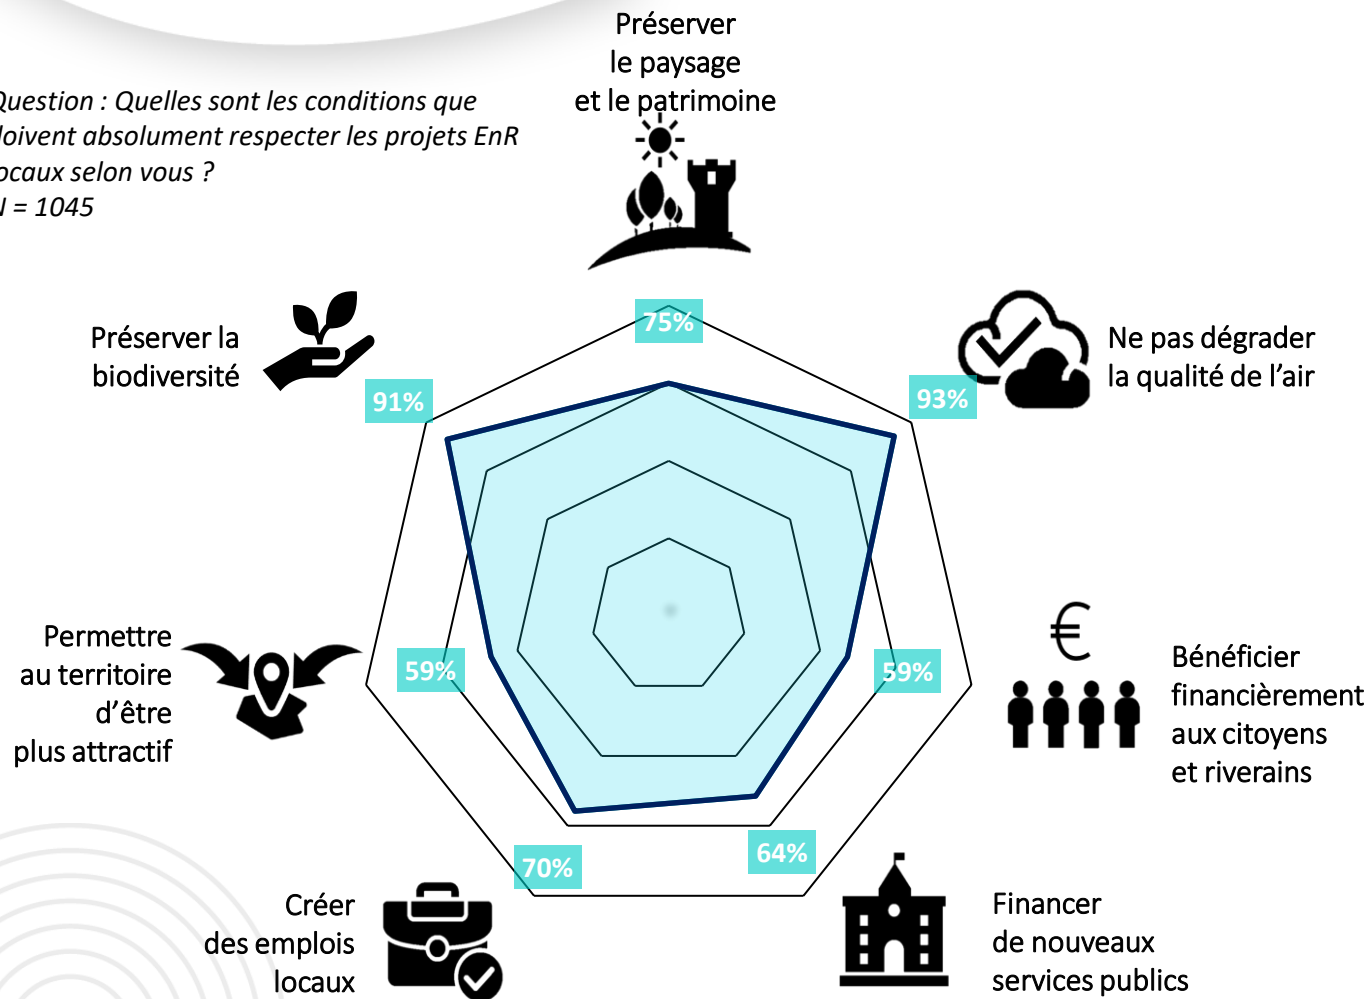 Préserver
le paysage
et le patrimoine
Question : Quelles sont les conditions que
doivent absolument respecter les projets EnR
locaux selon vous ?
N = 1045
75%
Ne pas dégrader
la qualité de l'air
93%
Bénéficier
financièrement
aux citoyens
et riverains
59%
Financer
de nouveaux
services publics
64%
Créer
des emplois
locaux
70%
Permettre
au territoire
d'être
plus attractif
59%
Préserver la
biodiversité
91%
€